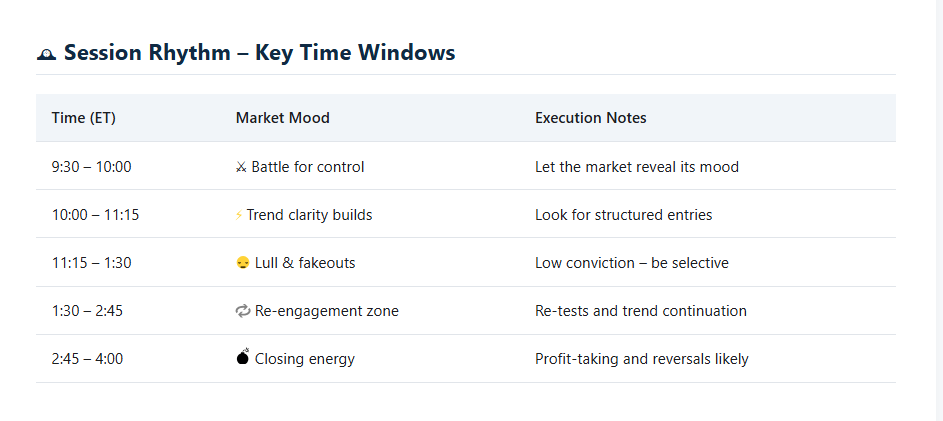 🕰 Session Rhythm – Key Time Windows
Time (ET) Market Mood Execution Notes
9:30 – 10:00 ⚔ Battle for control Let the market reveal its mood
10:00 – 11:15 ⚡ Trend clarity builds Look for structured entries
11:15 – 1:30 😴 Lull & fakeouts Low conviction – be selective
1:30 – 2:45 🔁 Re-engagement zone Re-tests and trend continuation
2:45 – 4:00 💣 Closing energy Profit-taking and reversals likely